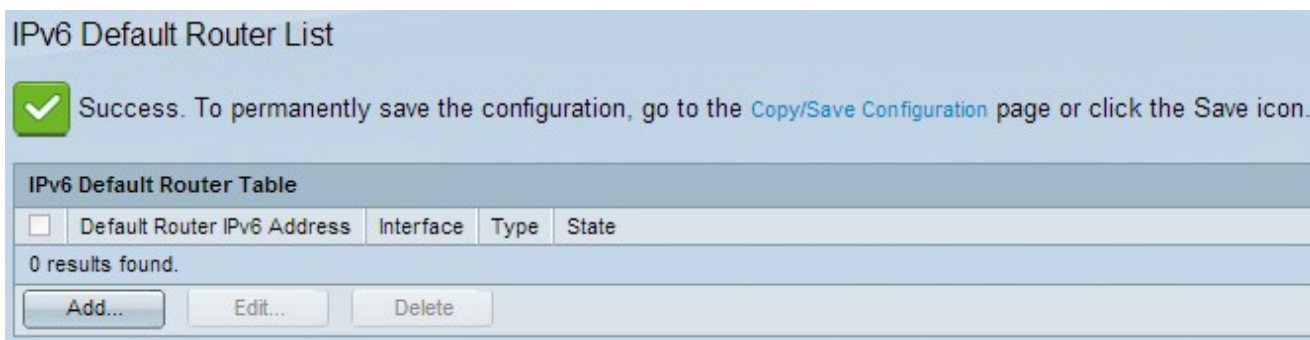 IPv6 Default Router List
Success. To permanently save the configuration, go to the Copy/Save Configuration page or click the Save icon.
IPv6 Default Router Table
Default Router IPv6 Address Interface Type State
0 results found.
Add... Edit... Delete